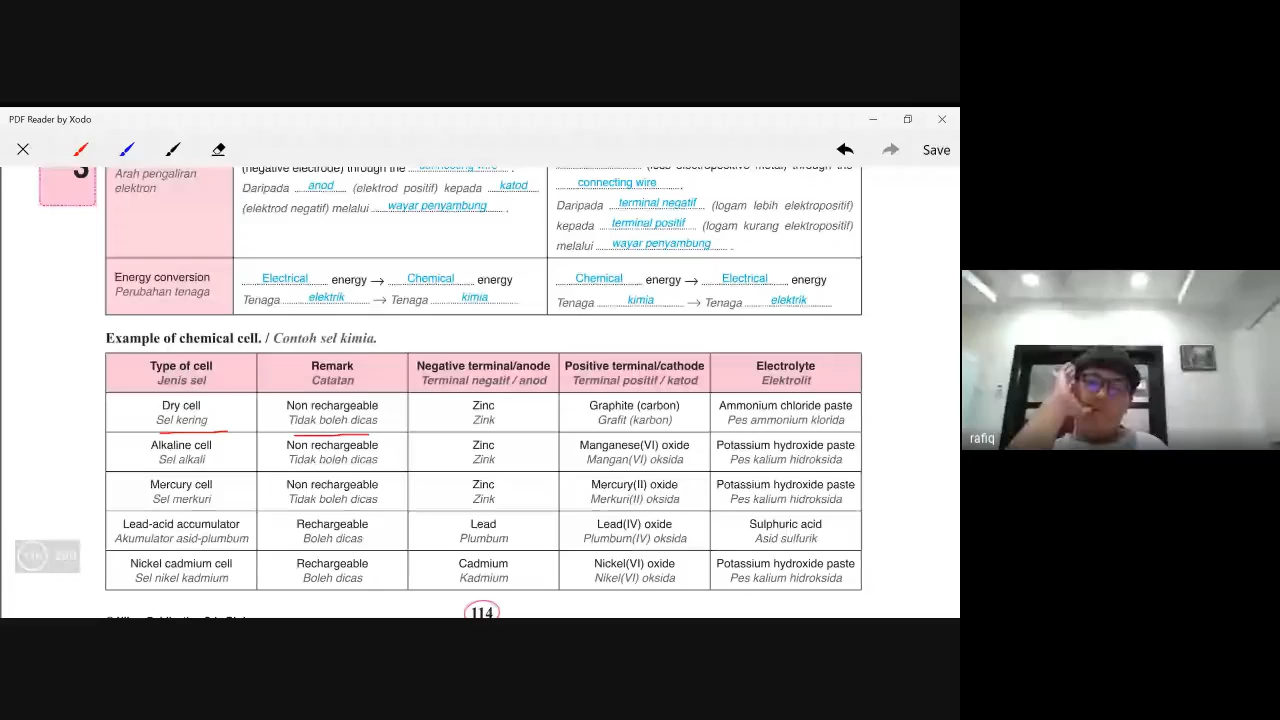 PDF Reader by Xodo
Save
3
Arah pengaliran
elektron
(negative electrode) through the connecting wire .
Daripada anod (elektrod positif) kepada katod
(elektrod negatif) melalui wayar penyambung .
(less electropositive metal) through the
connecting wire .
Daripada terminal negatif (logam lebih elektropositif)
kepada terminal positif (logam kurang elektropositif)
melalui wayar penyambung .
Energy conversion
Perubahan tenaga
Electrical energy → Chemical energy
Tenaga elektrik → Tenaga kimia
Chemical energy → Electrical energy
Tenaga kimia → Tenaga elektrik
Example of chemical cell. / Contoh sel kimia.
Type of cell Remark Negative terminal/anode Positive terminal/cathode Electrolyte
Jenis sel Catatan Terminal negatif / anod Terminal positif / katod Elektrolit
Dry cell Non rechargeable Zinc Graphite (carbon) Ammonium chloride paste
Sel kering Tidak boleh dicas Zink Grafit (karbon) Pes ammonium klorida
Alkaline cell Non rechargeable Zinc Manganese(VI) oxide Potassium hydroxide paste
Sel alkali Tidak boleh dicas Zink Mangan(VI) oksida Pes kalium hidroksida
Mercury cell Non rechargeable Zinc Mercury(II) oxide Potassium hydroxide paste
Sel merkuri Tidak boleh dicas Zink Merkuri(II) oksida Pes kalium hidroksida
Lead-acid accumulator Rechargeable Lead Lead(IV) oxide Sulphuric acid
Akumulator asid-plumbum Boleh dicas Plumbum Plumbum(IV) oksida Asid sulfurik
Nickel cadmium cell Rechargeable Cadmium Nickel(VI) oxide Potassium hydroxide paste
Sel nikel kadmium Boleh dicas Kadmium Nikel(VI) oksida Pes kalium hidroksida
114
rafiq